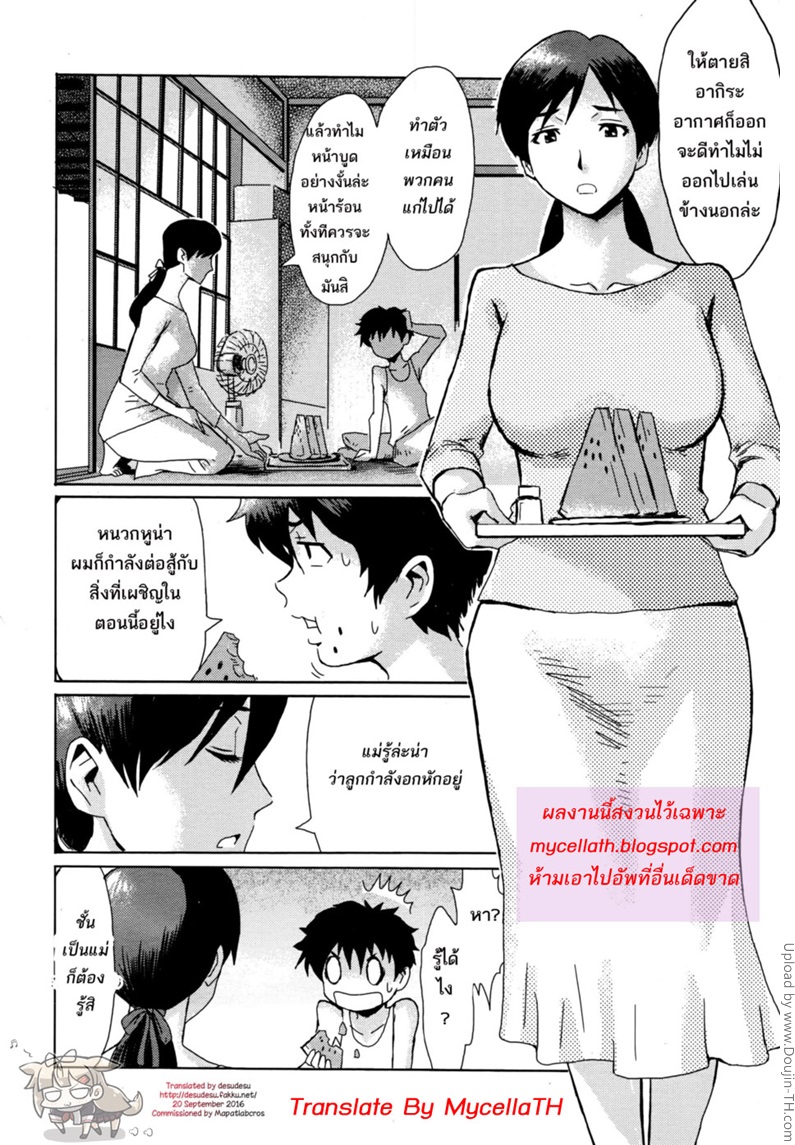 ให้ตายสิ
อากิระ
อากาศก็ออก
จะดีทำไมไม่
ออกไปเล่น
ข้างนอกล่ะ
ทำตัว
เหมือน
พวกคน
แก่ไปได้
แล้วทำไม
หน้าบูด
อย่างงั้นล่ะ
หน้าร้อน
ทั้งทีควรจะ
สนุกกับ
มันสิ
หนวกหูน่า
ผมก็กำลังต่อสู้กับ
สิ่งที่เผชิญใน
ตอนนี้อยู่ไง
แม่รู้ล่ะน่า
ว่าลูกกำลังอกหักอยู่
ผลงานนี้สงวนไว้เฉพาะ
mycellath.blogspot.com
ห้ามเอาไปอัพที่อื่นเด็ดขาด
หา?
รู้ได้
ไง
?
ชั้น
เป็นแม่
ก็ต้อง
รู้สิ
Translated by desudesu
http://desudesu.fakku.net/
20 September 2016
Commissioned by Mapatlabcros
Translate By MycellaTH
Upload by www.Doujin-TH.com